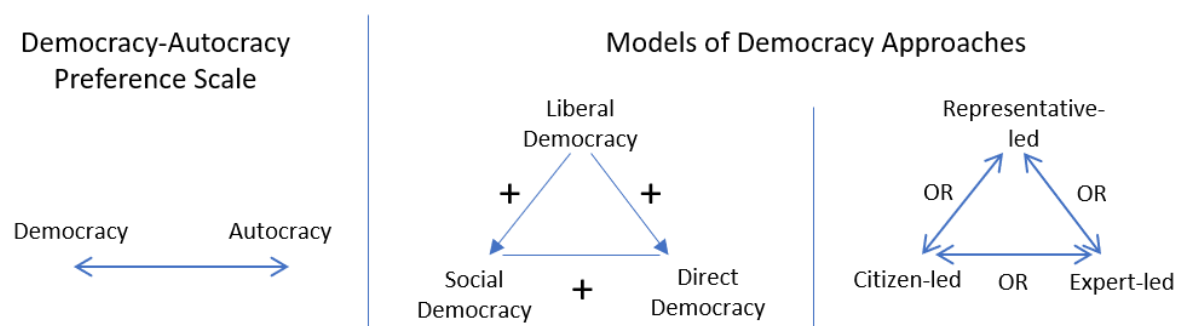 Democracy-Autocracy
Preference Scale
Democracy
Autocracy
Models of Democracy Approaches
Liberal
Democracy
+
+
Social
Democracy
+
Direct
Democracy
Representative-
led
OR
OR
Citizen-led
OR
Expert-led